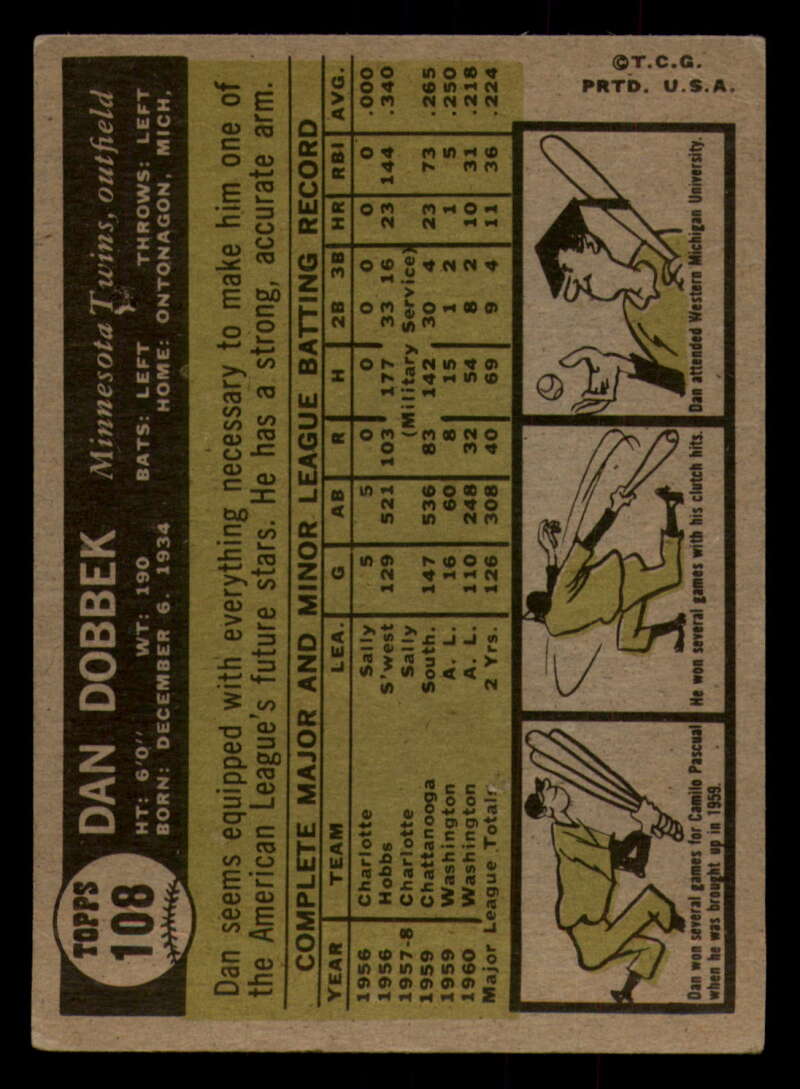 TOPPS
108
DAN DOBBEK Minnesota Twins, outfield
HT: 6'0" WT: 190 BATS: LEFT THROWS: LEFT
BORN: DECEMBER 6, 1934 HOME: ONTONAGON, MICH.
Dan seems equipped with everything necessary to make him one of
the American League's future stars. He has a strong, accurate arm.
COMPLETE MAJOR AND MINOR LEAGUE BATTING RECORD
YEAR TEAM LEA. G AB R H 2B 3B HR RBI AVG.
1956 Charlotte Sally 5 5 0 0 0 0 0 0 .000
1956 Hobbs S'west 129 521 103 177 33 16 23 144 .340
1957-8 Charlotte Sally (Military Service)
1959 Chattanooga South. 147 536 83 142 30 4 23 73 .265
1959 Washington A. L. 16 60 8 15 1 2 1 5 .250
1960 Washington A. L. 110 248 32 54 8 2 10 31 .218
Major League Totals 2 Yrs. 126 308 40 69 9 4 11 36 .224
Dan won several games for Camilo Pascual
when he was brought up in 1959.
He won several games with his clutch hits.
Dan attended Western Michigan University.
©T.C.G.
PRTD. U.S.A.